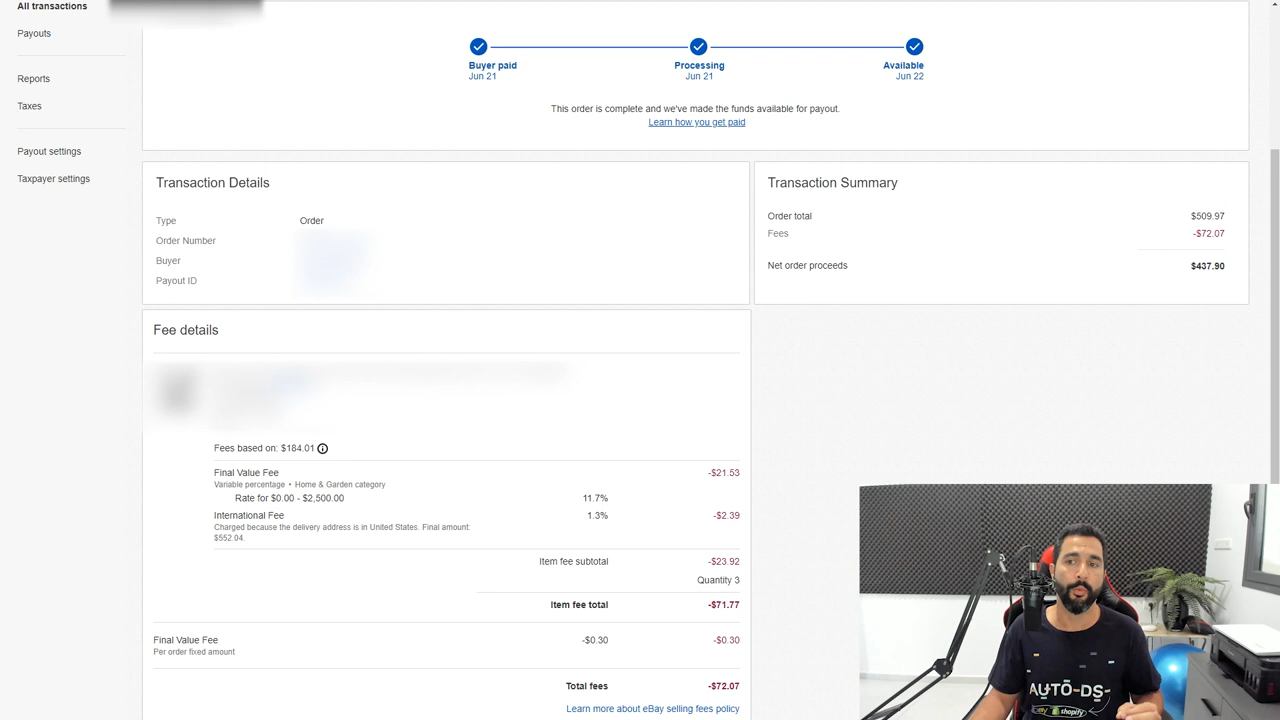 All transactions
Payouts
Reports
Taxes
Payout settings
Taxpayer settings
Buyer paid
Jun 21
Processing
Jun 21
Available
Jun 22
This order is complete and we've made the funds available for payout.
Learn how you get paid
Transaction Details
Type Order
Order Number
Buyer
Payout ID
Transaction Summary
Order total $509.97
Fees -$72.07
Net order proceeds $437.90
Fee details
Fees based on: $184.01
Final Value Fee -$21.53
Variable percentage • Home & Garden category
Rate for $0.00 - $2,500.00 11.7%
International Fee 1.3% -$2.39
Charged because the delivery address is in United States. Final amount:
$552.04.
Item fee subtotal -$23.92
Quantity 3
Item fee total -$71.77
Final Value Fee -$0.30 -$0.30
Per order fixed amount
Total fees -$72.07
Learn more about eBay selling fees policy
AUTO-DS
ebay shopify